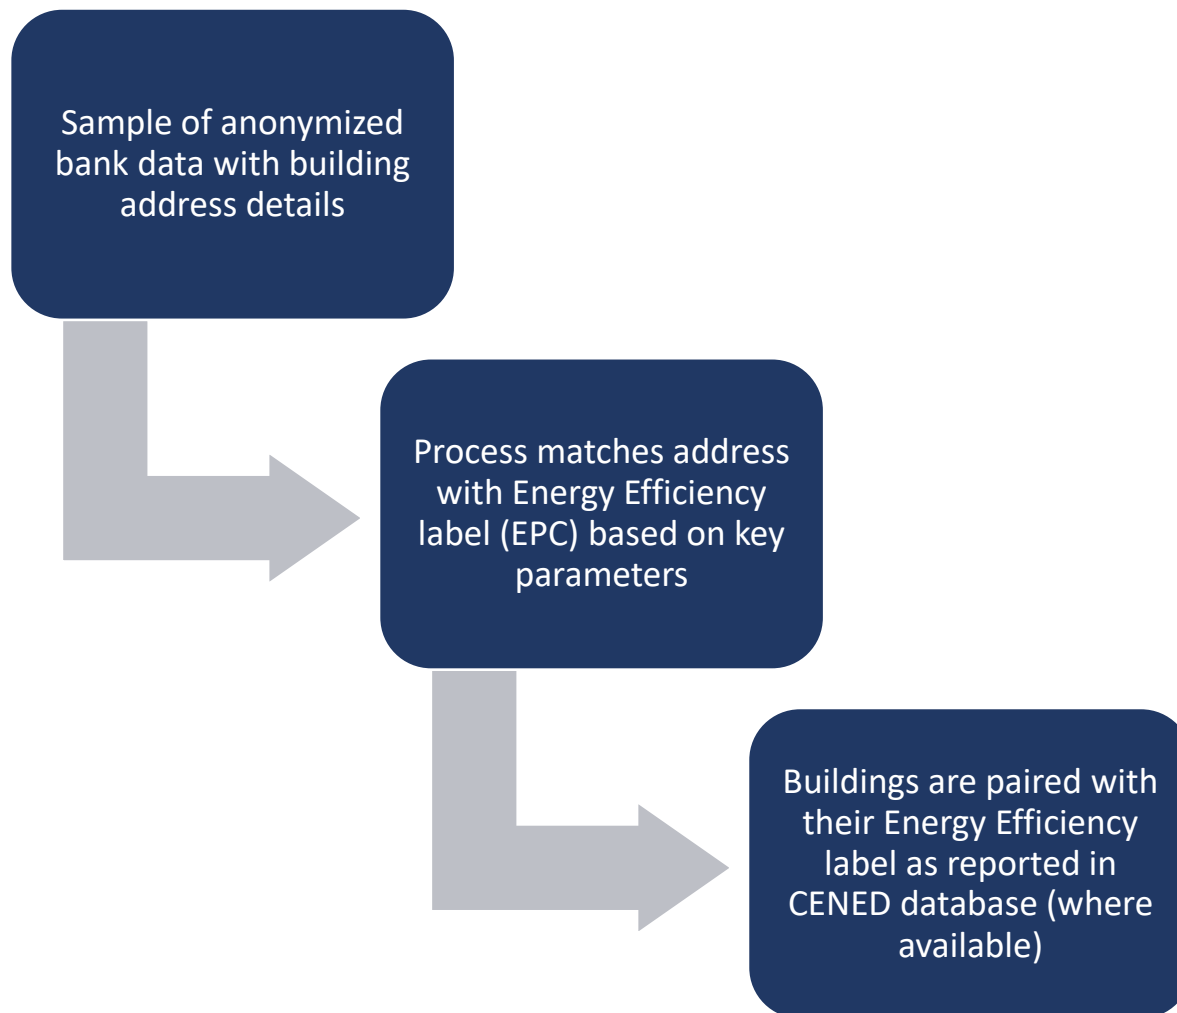 Sample of anonymized
bank data with building
address details
Process matches address
with Energy Efficiency
label (EPC) based on key
parameters
Buildings are paired with
their Energy Efficiency
label as reported in
CENED database (where
available)